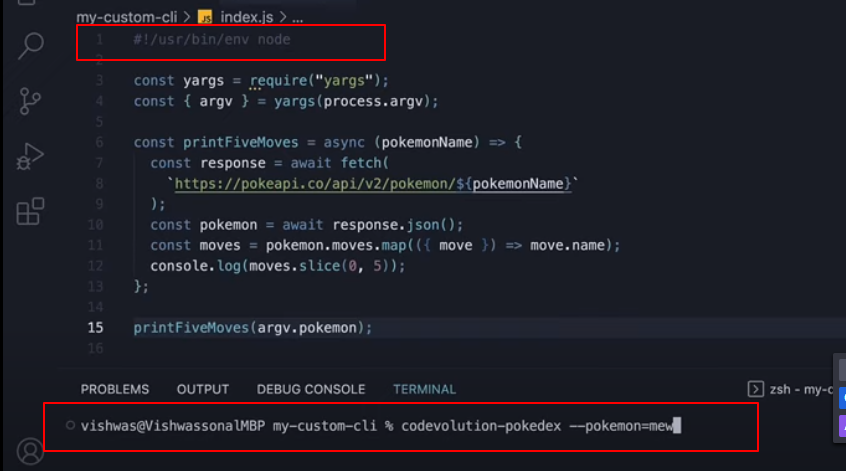 my-custom-cli > JS index.js > ...
1 #!/usr/bin/env node
2
3 const yargs = require("yargs");
4 const { argv } = yargs(process.argv);
5
6 const printFiveMoves = async (pokemonName) => {
7 const response = await fetch(
8 `https://pokeapi.co/api/v2/pokemon/${pokemonName}`
9 );
10 const pokemon = await response.json();
11 const moves = pokemon.moves.map(({ move }) => move.name);
12 console.log(moves.slice(0, 5));
13 };
14
15 printFiveMoves(argv.pokemon);
16
PROBLEMS OUTPUT DEBUG CONSOLE TERMINAL zsh - my-c
vishwas@VishwassonalMBP my-custom-cli % codevolution-pokedex --pokemon=mew